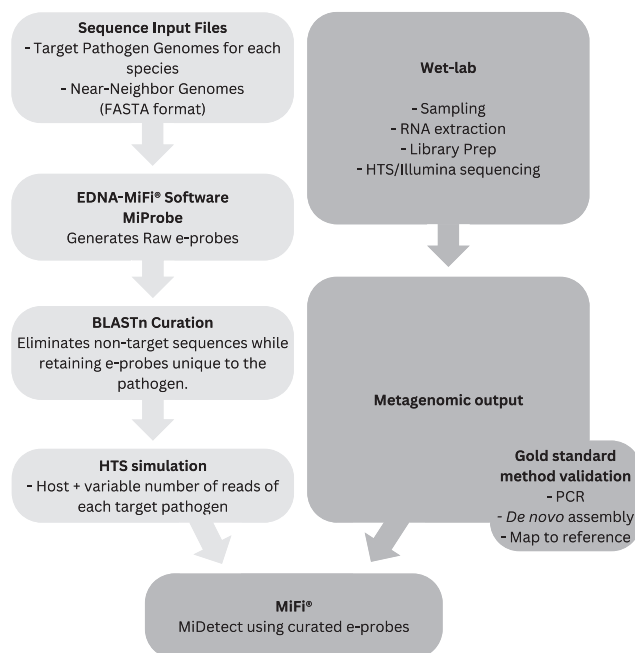 Sequence Input Files
- Target Pathogen Genomes for each
species
- Near-Neighbor Genomes
(FASTA format)
EDNA-MiFi® Software
MiProbe
Generates Raw e-probes
BLASTn Curation
Eliminates non-target sequences while
retaining e-probes unique to the
pathogen.
HTS simulation
- Host + variable number of reads of
each target pathogen
Wet-lab
- Sampling
- RNA extraction
- Library Prep
- HTS/Illumina sequencing
Metagenomic output
Gold standard
method validation
- PCR
- De novo assembly
- Map to reference
MiFi®
MiDetect using curated e-probes